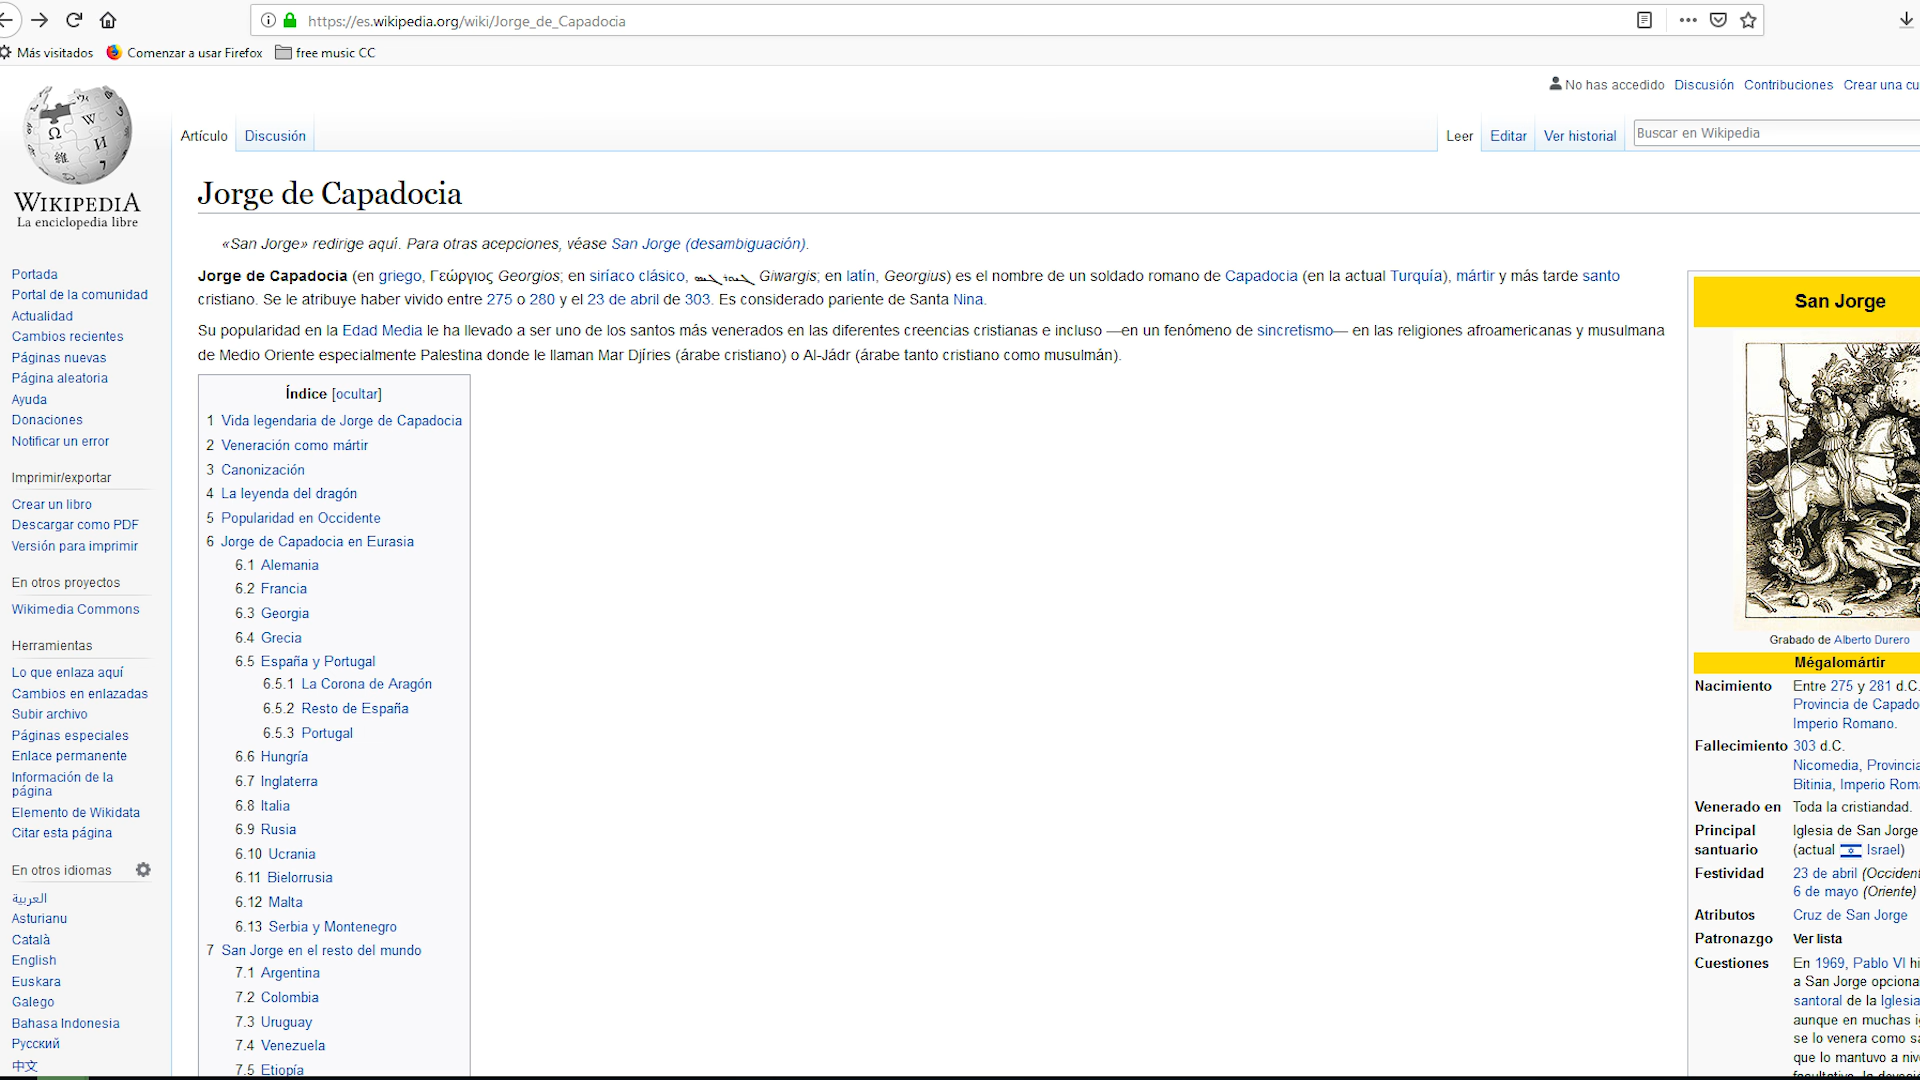 https://es.wikipedia.org/wiki/Jorge_de_Capadocia
Más visitados Comenzar a usar Firefox free music CC
No has accedido Discusión Contribuciones Crear una cu
Artículo Discusión Leer Editar Ver historial Buscar en Wikipedia
WIKIPEDIA
La enciclopedia libre
Portada
Portal de la comunidad
Actualidad
Cambios recientes
Páginas nuevas
Página aleatoria
Ayuda
Donaciones
Notificar un error
Imprimir/exportar
Crear un libro
Descargar como PDF
Versión para imprimir
En otros proyectos
Wikimedia Commons
Herramientas
Lo que enlaza aquí
Cambios en enlazadas
Subir archivo
Páginas especiales
Enlace permanente
Información de la
página
Elemento de Wikidata
Citar esta página
En otros idiomas
العربية
Asturianu
Català
English
Euskara
Galego
Bahasa Indonesia
Русский
中文
Jorge de Capadocia
«San Jorge» redirige aquí. Para otras acepciones, véase San Jorge (desambiguación).
Jorge de Capadocia (en griego, Γεώργιος Georgios; en siríaco clásico, Giwargis; en latín, Georgius) es el nombre de un soldado romano de Capadocia (en la actual Turquía), mártir y más tarde santo
cristiano. Se le atribuye haber vivido entre 275 o 280 y el 23 de abril de 303. Es considerado pariente de Santa Nina.
Su popularidad en la Edad Media le ha llevado a ser uno de los santos más venerados en las diferentes creencias cristianas e incluso —en un fenómeno de sincretismo— en las religiones afroamericanas y musulmana
de Medio Oriente especialmente Palestina donde le llaman Mar Djíries (árabe cristiano) o Al-Jádr (árabe tanto cristiano como musulmán).
Índice [ocultar]
1 Vida legendaria de Jorge de Capadocia
2 Veneración como mártir
3 Canonización
4 La leyenda del dragón
5 Popularidad en Occidente
6 Jorge de Capadocia en Eurasia
6.1 Alemania
6.2 Francia
6.3 Georgia
6.4 Grecia
6.5 España y Portugal
6.5.1 La Corona de Aragón
6.5.2 Resto de España
6.5.3 Portugal
6.6 Hungría
6.7 Inglaterra
6.8 Italia
6.9 Rusia
6.10 Ucrania
6.11 Bielorrusia
6.12 Malta
6.13 Serbia y Montenegro
7 San Jorge en el resto del mundo
7.1 Argentina
7.2 Colombia
7.3 Uruguay
7.4 Venezuela
7.5 Etiopía
San Jorge
Grabado de Alberto Durero
Mégalomártir
Nacimiento Entre 275 y 281 d.C.
Provincia de Capado
Imperio Romano.
Fallecimiento 303 d.C.
Nicomedia, Provincia
Bitinia, Imperio Roma
Venerado en Toda la cristiandad.
Principal santuario Iglesia de San Jorge
(actual Israel)
Festividad 23 de abril (Occident
6 de mayo (Oriente)
Atributos Cruz de San Jorge
Patronazgo Ver lista
Cuestiones En 1969, Pablo VI hi
a San Jorge opciona
santoral de la Iglesia
aunque en muchas ig
se lo venera como sa
que lo mantuvo a nive